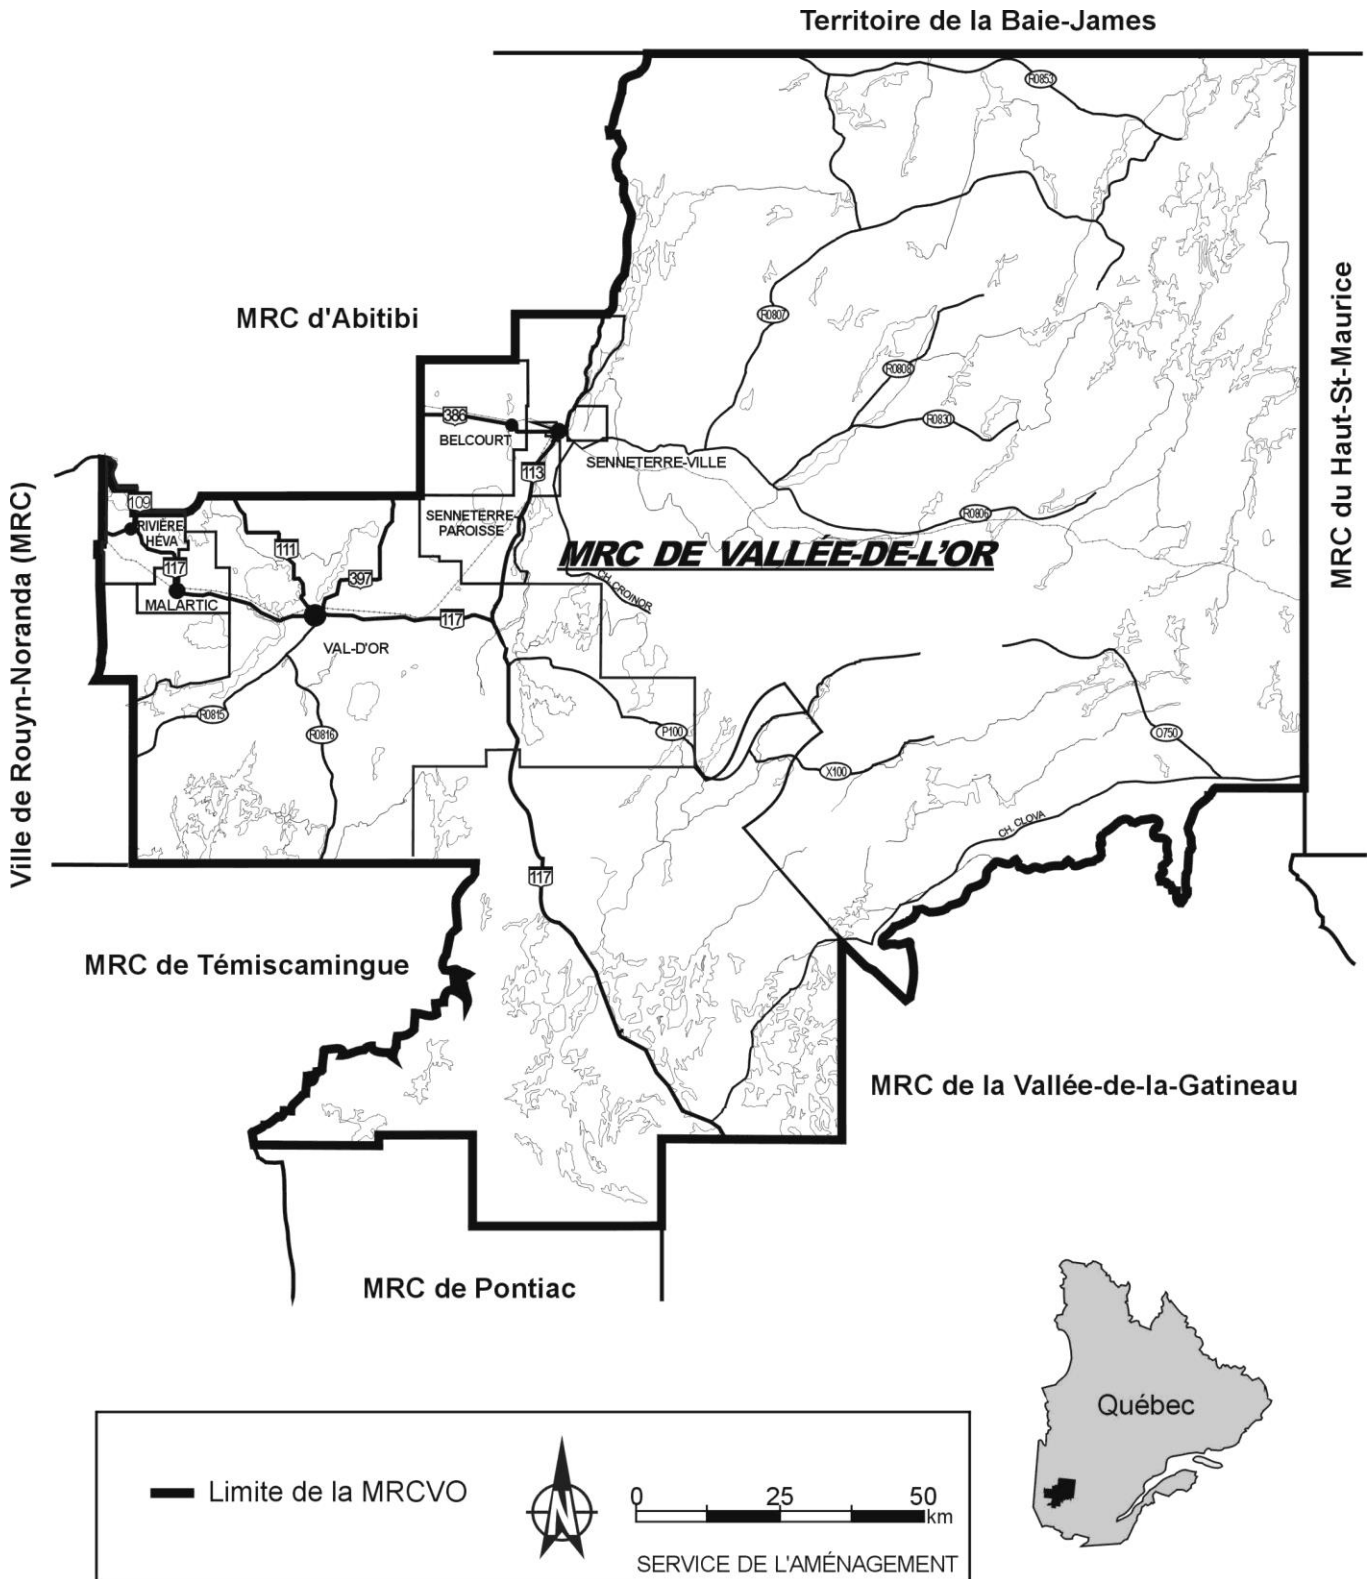 Territoire de la Baie-James
R0853
MRC d'Abitibi
R0807
R0808
MRC du Haut-St-Maurice
386
BELCOURT
R0830
113
SENNETERRE-VILLE
109
RIVIÈRE
HÉVA
SENNETERRE-
PAROISSE
R0806
Ville de Rouyn-Noranda (MRC)
111
MRC DE VALLÉE-DE-L'OR
117
397
CH. CROINOR
MALARTIC
117
VAL-D'OR
R0815
R0816
P100
O750
X100
CH. CLOVA
117
MRC de Témiscamingue
MRC de la Vallée-de-la-Gatineau
MRC de Pontiac
Québec
Limite de la MRCVO
N
0 25 50
km
SERVICE DE L'AMÉNAGEMENT